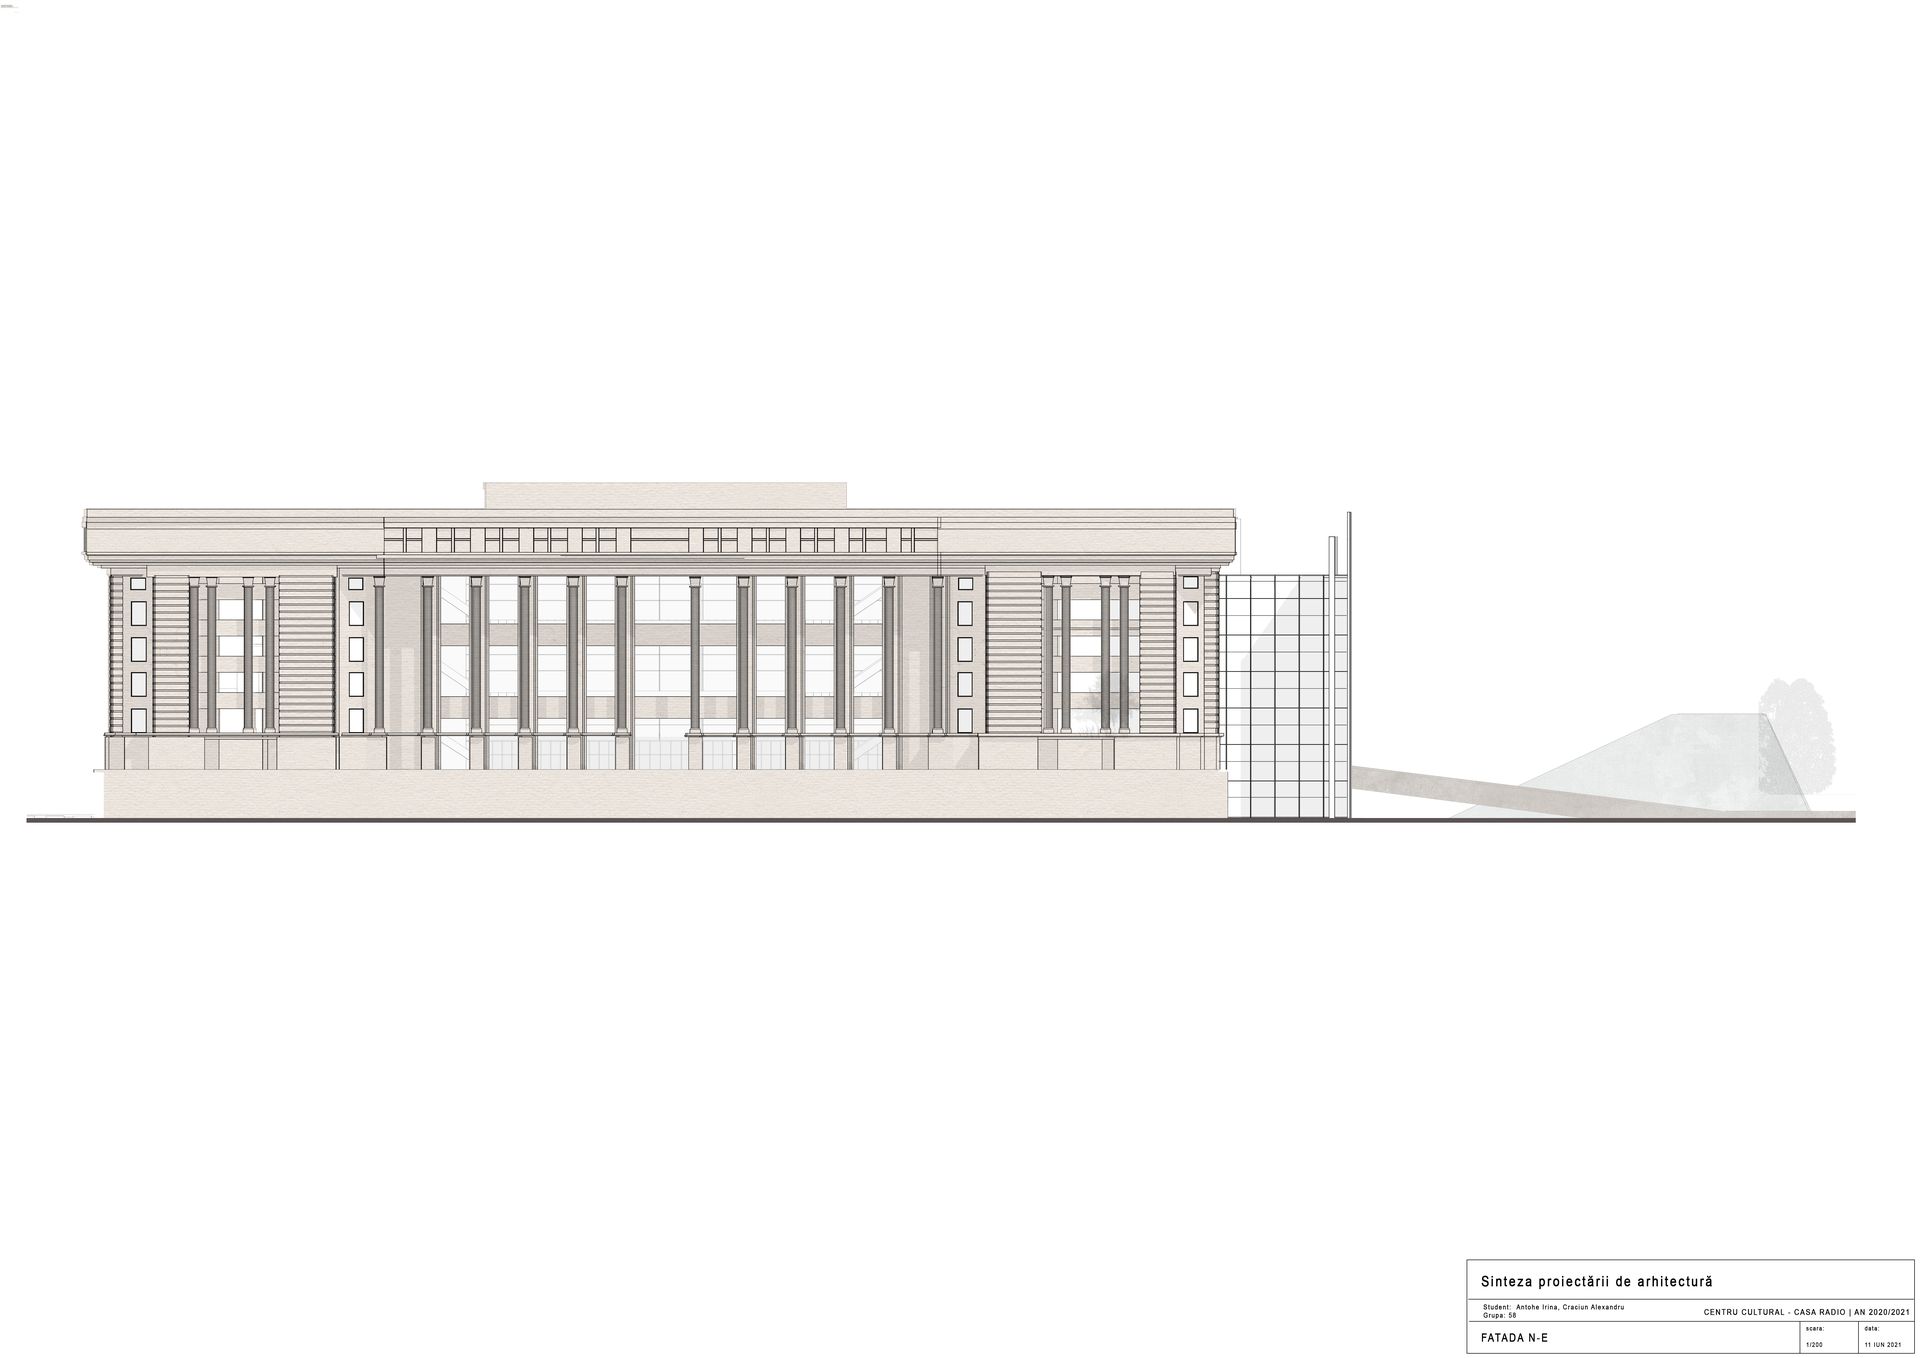 Sinteza proiectării de arhitectură
Student: Antohe Irina, Craciun Alexandru
Grupa: 58
CENTRU CULTURAL - CASA RADIO | AN 2020/2021
FATADA N-E
scara:
1/200
data:
11 IUN 2021